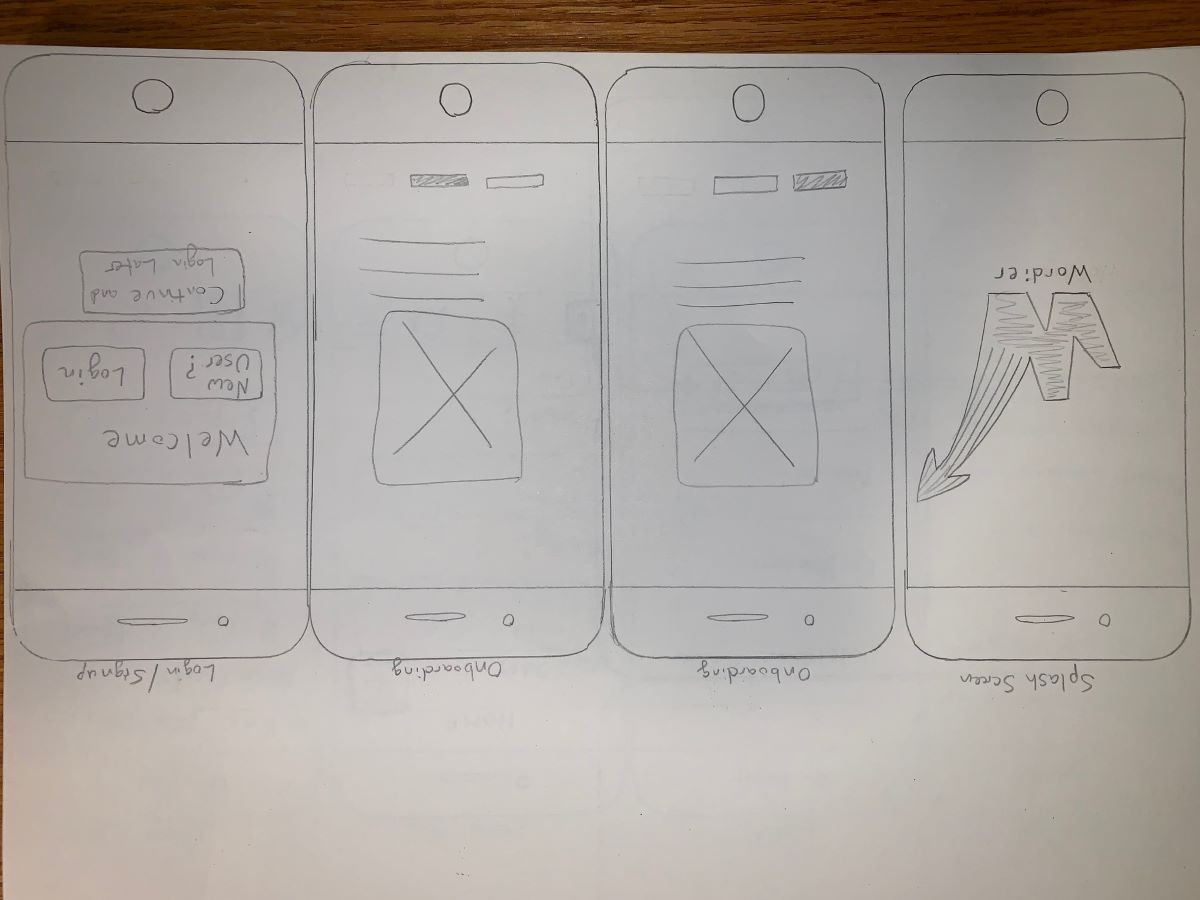 Splash Screen
Onboarding
Onboarding
Login / Signup
W
Wordier
Welcome
New
User?
Login
Continue and
Login Later